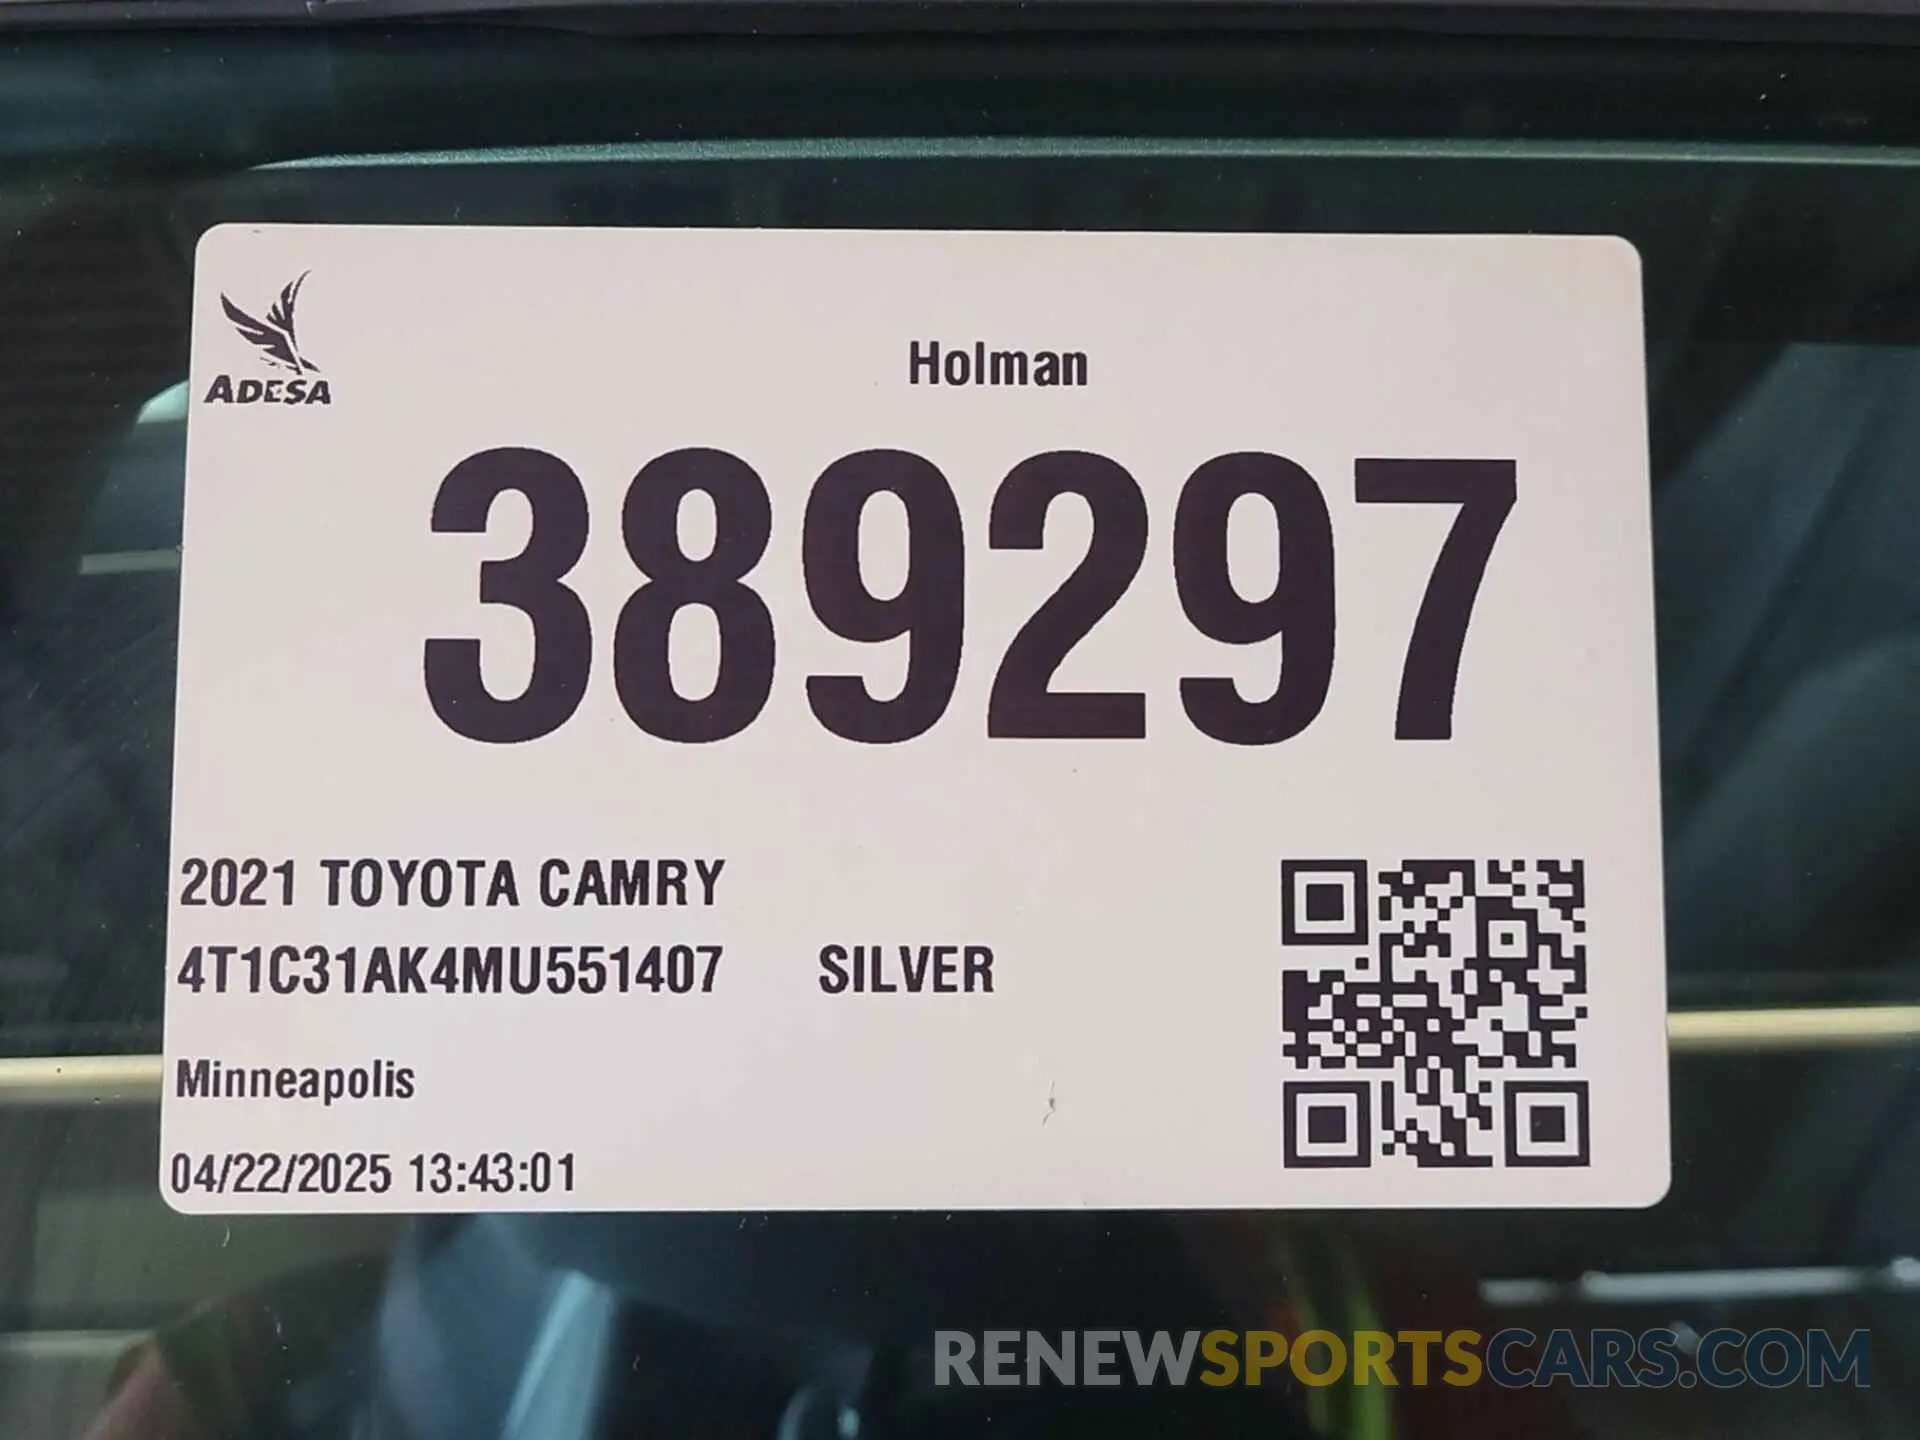 ADESA
Holman
389297
2021 TOYOTA CAMRY
4T1C31AK4MU551407 SILVER
Minneapolis
04/22/2025 13:43:01
RENEWSPORTSCARS.COM